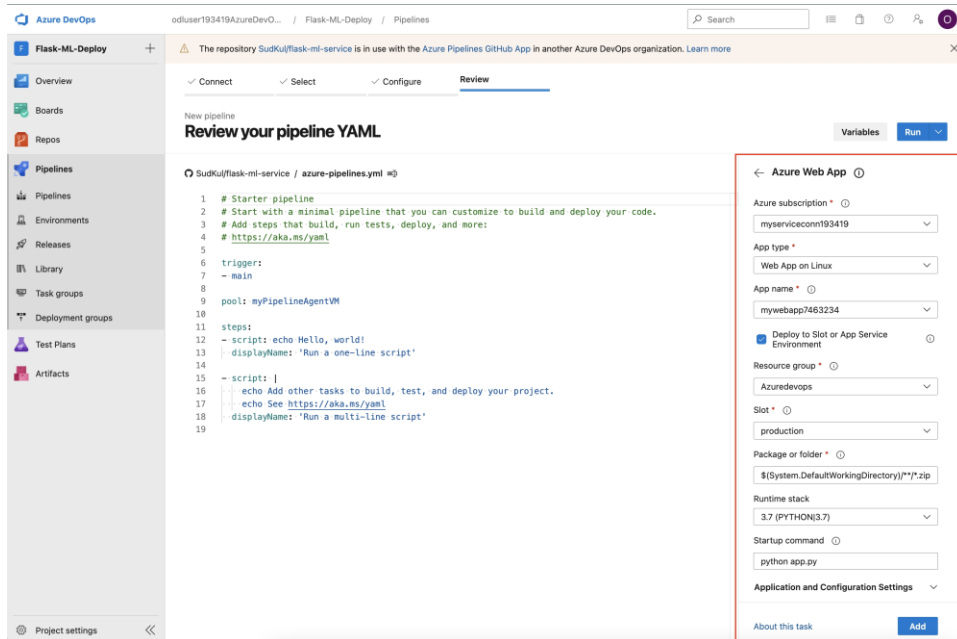 Azure DevOps
odluser193419AzureDevO... / Flask-ML-Deploy / Pipelines
Search
O
F Flask-ML-Deploy
The repository SudKul/flask-ml-service is in use with the Azure Pipelines GitHub App in another Azure DevOps organization. Learn more
Overview
Boards
Repos
Pipelines
Pipelines
Environments
Releases
Library
Task groups
Deployment groups
Test Plans
Artifacts
Project settings
Connect
Select
Configure
Review
New pipeline
Review your pipeline YAML
Variables
Run
SudKul/flask-ml-service / azure-pipelines.yml
1 # Starter pipeline
2 # Start with a minimal pipeline that you can customize to build and deploy your code.
3 # Add steps that build, run tests, deploy, and more:
4 # https://aka.ms/yaml
5
6 trigger:
7 - main
8
9 pool: myPipelineAgentVM
10
11 steps:
12 - script: echo Hello, world!
13 displayName: 'Run a one-line script'
14
15 - script: |
16 echo Add other tasks to build, test, and deploy your project.
17 echo See https://aka.ms/yaml
18 displayName: 'Run a multi-line script'
19
Azure Web App
Azure subscription *
myserviceconn193419
App type *
Web App on Linux
App name *
mywebapp7463234
Deploy to Slot or App Service
Environment
Resource group *
Azuredevops
Slot *
production
Package or folder *
$(System.DefaultWorkingDirectory)/**/*.zip
Runtime stack
3.7 (PYTHON|3.7)
Startup command
python app.py
Application and Configuration Settings
About this task
Add